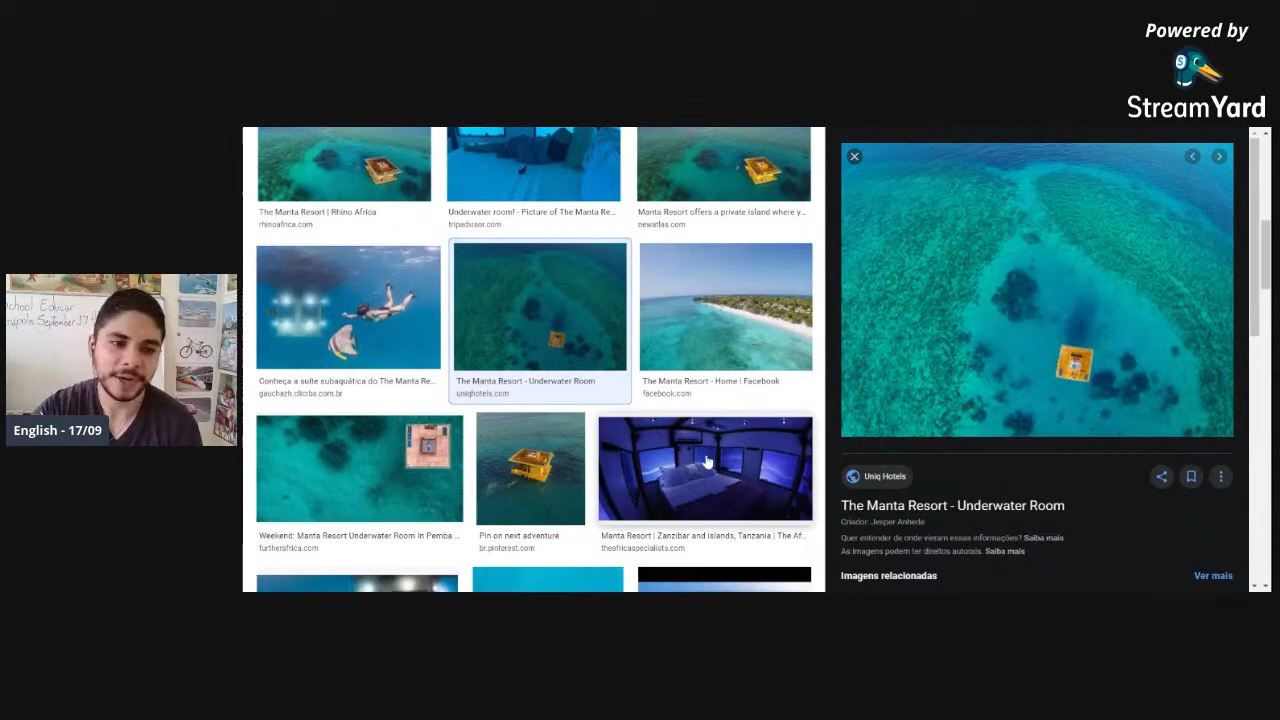 Powered by
StreamYard
The Manta Resort | Rhino Africa
rhinoafrica.com
Underwater room! - Picture of The Manta Re...
tripadvisor.com
Manta Resort offers a private island where y...
newatlas.com
chool Educar
nápolis September 17
Conheça a suíte subaquática do The Manta Re...
gauchazh.clicrbs.com.br
The Manta Resort - Underwater Room
uniqhotels.com
The Manta Resort - Home | Facebook
facebook.com
English - 17/09
Weekend: Manta Resort Underwater Room In Pemba ...
furtherafrica.com
Pin on next adventure
br.pinterest.com
Manta Resort | Zanzibar and islands, Tanzania | The Af...
theafricaspecialists.com
Uniq Hotels
The Manta Resort - Underwater Room
Criador: Jesper Anhede
Quer entender de onde vieram essas informações? Saiba mais
As imagens podem ter direitos autorais. Saiba mais
Imagens relacionadas
Ver mais